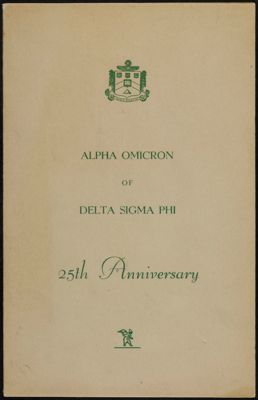 ALPHA OMICRON
OF
DELTA SIGMA PHI
25th Anniversary